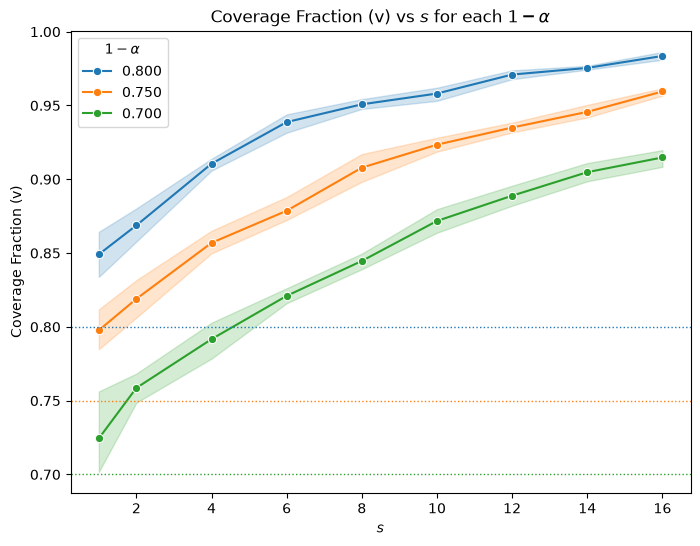 Coverage Fraction (v) vs s for each 1 − α
1 − α
0.800
0.750
0.700
Coverage Fraction (v)
1.00
0.95
0.90
0.85
0.80
0.75
0.70
2 4 6 8 10 12 14 16
s